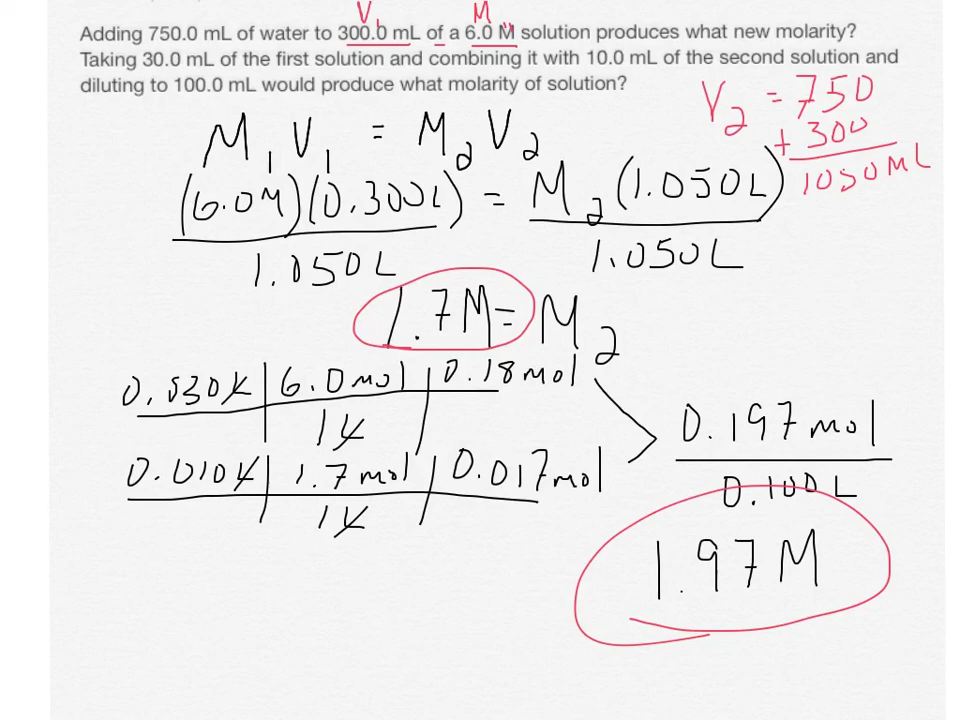 V₁ M₁
Adding 750.0 mL of water to 300.0 mL of a 6.0 M solution produces what new molarity?
Taking 30.0 mL of the first solution and combining it with 10.0 mL of the second solution and
diluting to 100.0 mL would produce what molarity of solution?
V₂ = 750
+ 300
1050 mL
M₁V₁ = M₂V₂
(6.0M)(0.300L) = M₂(1.050L)
1.050L 1.050L
1.7M = M₂
0.030L | 6.0 mol | 0.18 mol
1L
0.010L | 1.7 mol | 0.017 mol
1L
0.197 mol
0.100L
1.97 M